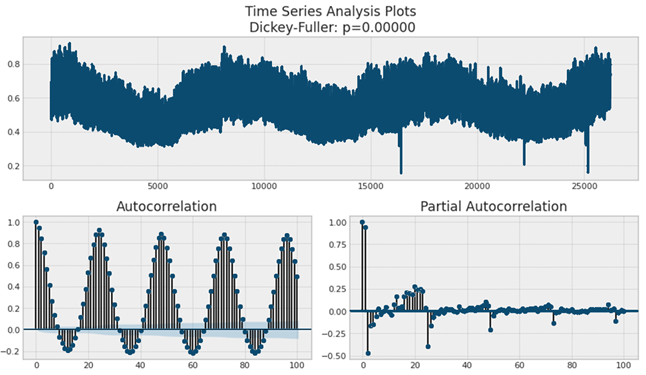 Time Series Analysis Plots
Dickey-Fuller: p=0.00000
0.8
0.6
0.4
0.2
0 5000 10000 15000 20000 25000
Autocorrelation
1.0
0.8
0.6
0.4
0.2
0.0
−0.2
0 20 40 60 80 100
Partial Autocorrelation
1.00
0.75
0.50
0.25
0.00
−0.25
−0.50
0 20 40 60 80 100